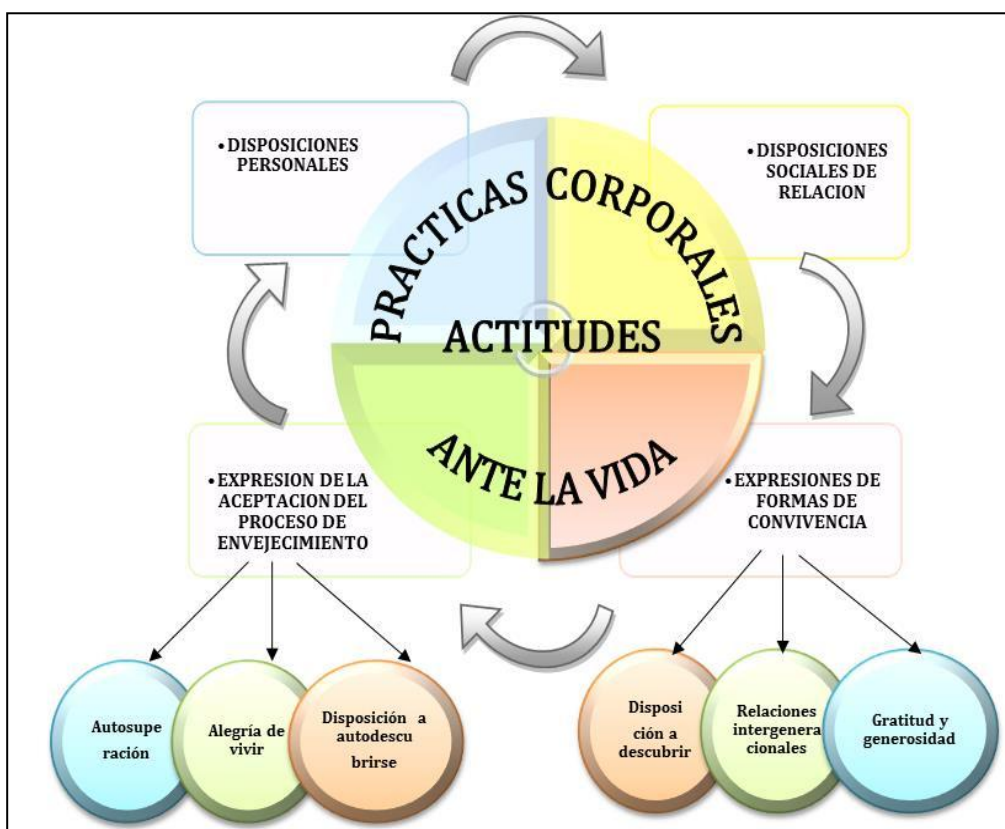 • DISPOSICIONES
PERSONALES
• DISPOSICIONES
SOCIALES DE
RELACION
PRACTICAS CORPORALES
ACTITUDES
ANTE LA VIDA
• EXPRESION DE LA
ACEPTACION DEL
PROCESO DE
ENVEJECIMIENTO
• EXPRESIONES DE
FORMAS DE
CONVIVENCIA
Autosupe
ración
Alegría de
vivir
Disposición a
autodescu
brirse
Disposi
ción a
descubrir
Relaciones
intergenera
cionales
Gratitud y
generosidad